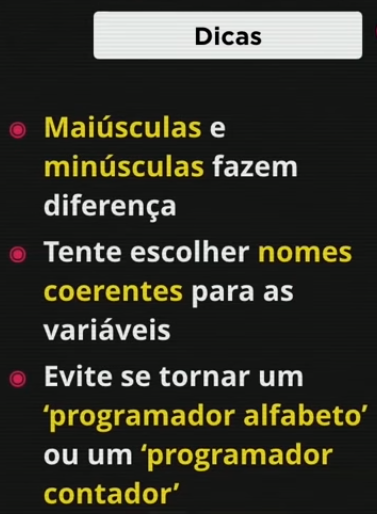 Dicas
Maiúsculas e
minúsculas fazem
diferença
Tente escolher nomes
coerentes para as
variáveis
Evite se tornar um
‘programador alfabeto’
ou um ‘programador
contador’